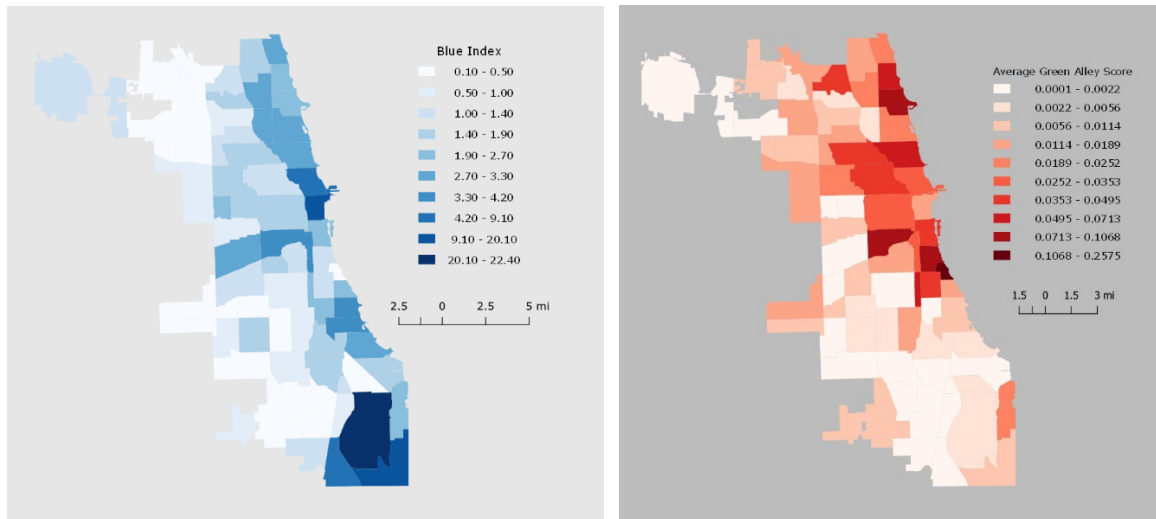 Blue Index
0.10 - 0.50
0.50 - 1.00
1.00 - 1.40
1.40 - 1.90
1.90 - 2.70
2.70 - 3.30
3.30 - 4.20
4.20 - 9.10
9.10 - 20.10
20.10 - 22.40
2.5 0 2.5 5 mi
Average Green Alley Score
0.0001 - 0.0022
0.0022 - 0.0056
0.0056 - 0.0114
0.0114 - 0.0189
0.0189 - 0.0252
0.0252 - 0.0353
0.0353 - 0.0495
0.0495 - 0.0713
0.0713 - 0.1068
0.1068 - 0.2575
1.5 0 1.5 3 mi